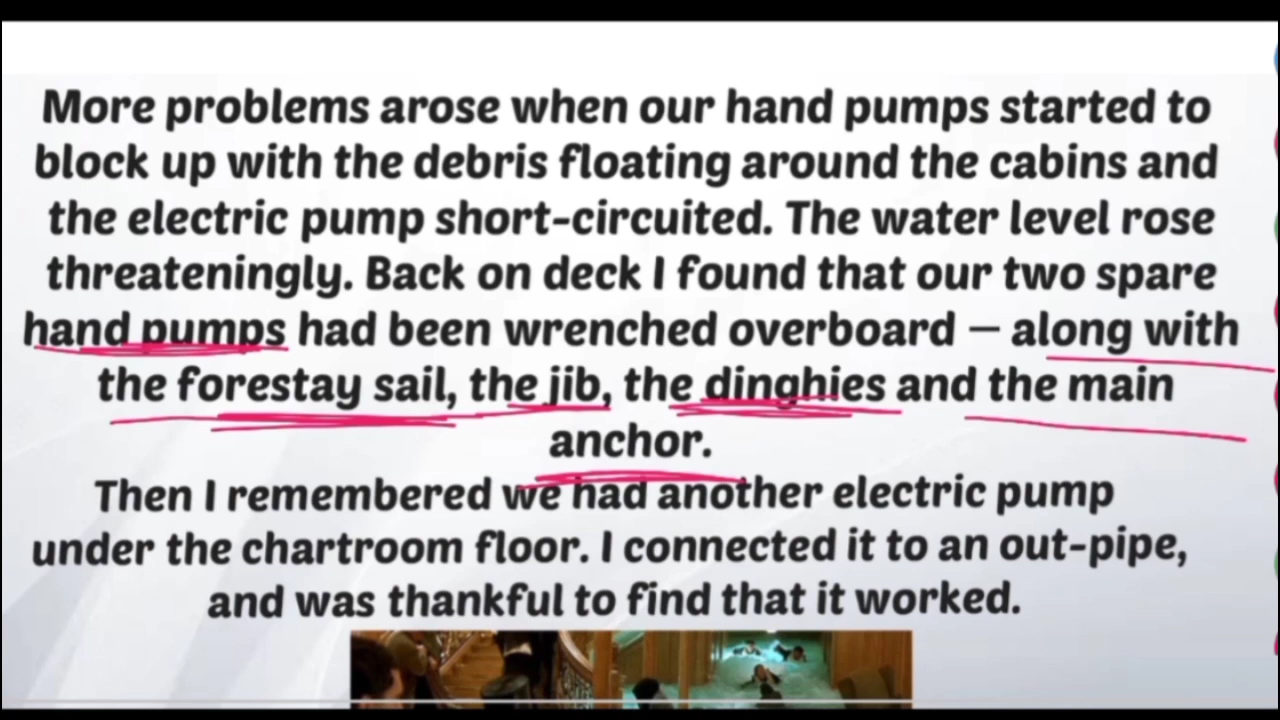 More problems arose when our hand pumps started to
block up with the debris floating around the cabins and
the electric pump short-circuited. The water level rose
threateningly. Back on deck I found that our two spare
hand pumps had been wrenched overboard — along with
the forestay sail, the jib, the dinghies and the main
anchor.
Then I remembered we had another electric pump
under the chartroom floor. I connected it to an out-pipe,
and was thankful to find that it worked.